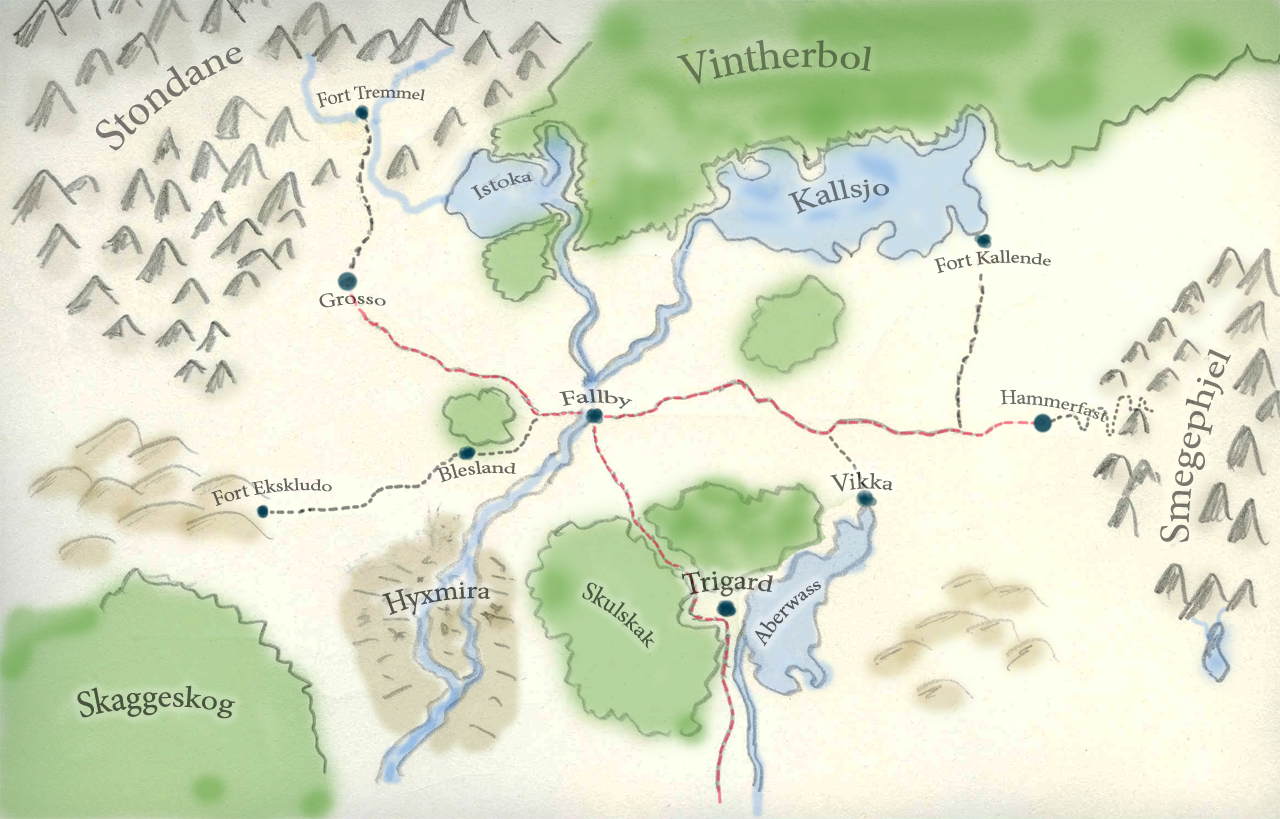 Stondane
Vintherbol
Fort Tremmel
Istoka
Kallsjo
Fort Kallende
Grosso
Fallby
Hammerfast
Smegephjel
Blesland
Fort Ekskludo
Vikka
Hyxmira
Trigard
Skulskak
Aberwass
Skaggeskog